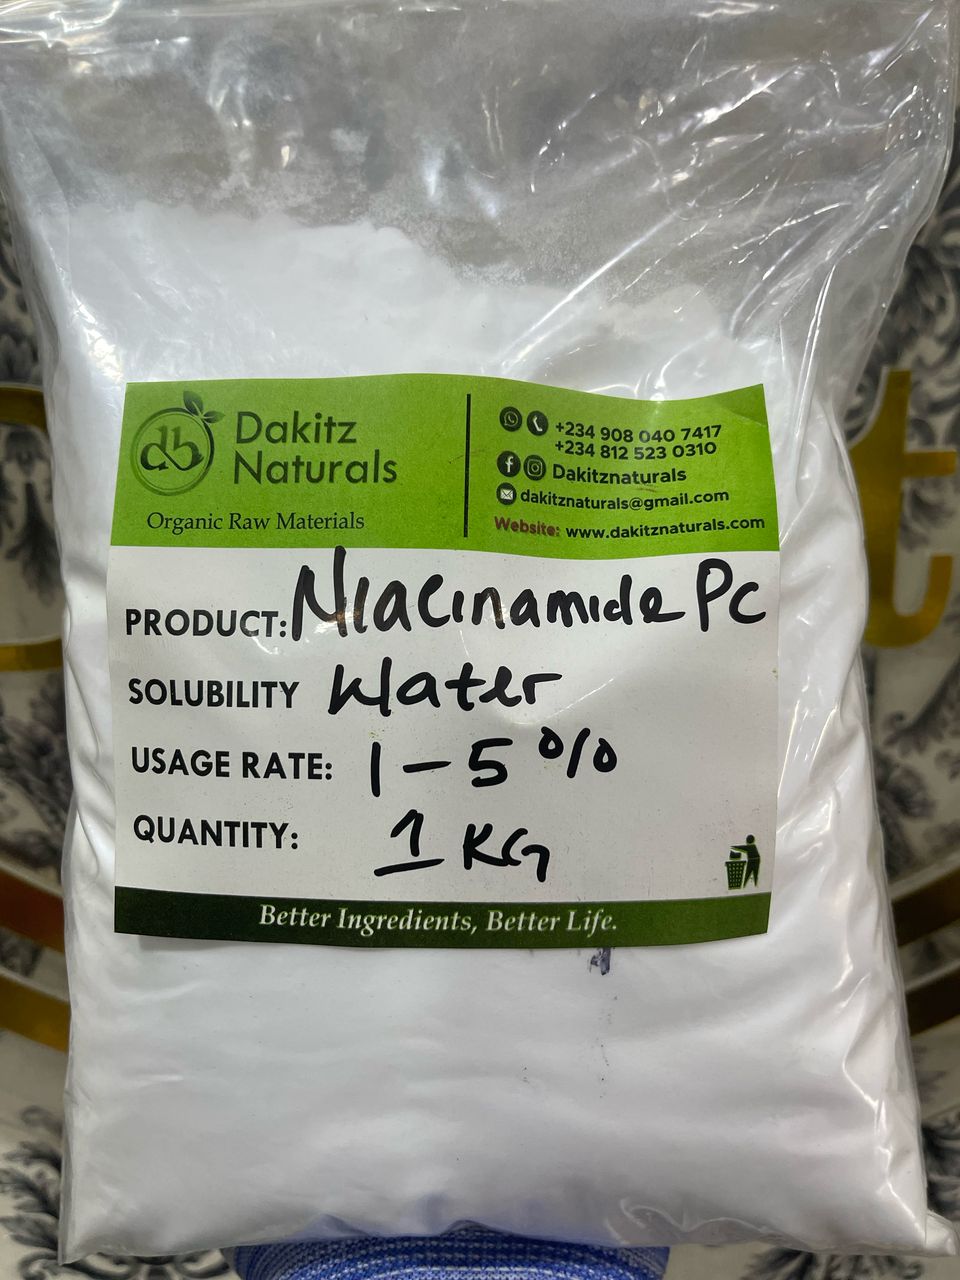 Dakitz
Naturals
Organic Raw Materials
+234 908 040 7417
+234 812 523 0310
Dakitznaturals
dakitznaturals@gmail.com
Website: www.dakitznaturals.com
PRODUCT: Niacinamide PC
SOLUBILITY Water
USAGE RATE: 1-5%
QUANTITY: 1 KG
Better Ingredients, Better Life.